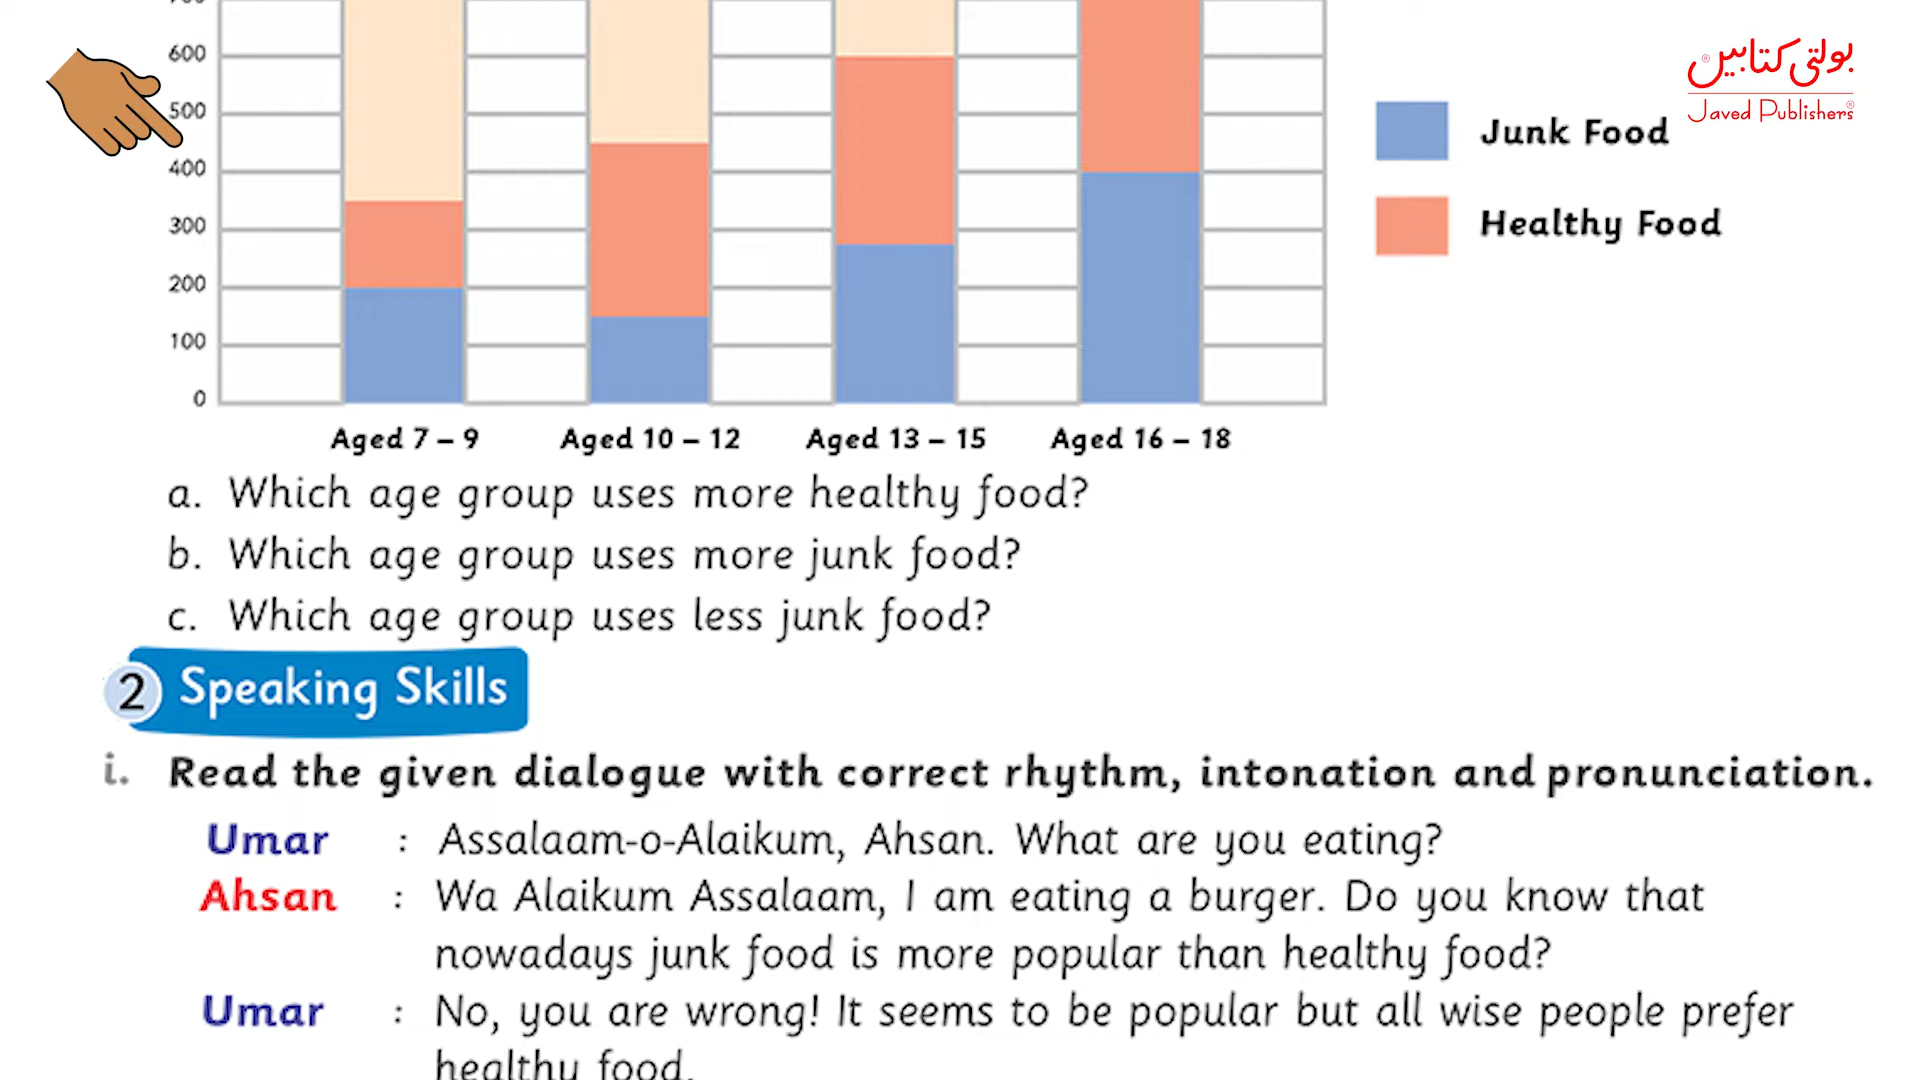 700
600
500
400
300
200
100
0
Junk Food
Healthy Food
بولتی کتابیں®
Javed Publishers®
Aged 7 – 9 Aged 10 – 12 Aged 13 – 15 Aged 16 – 18
a. Which age group uses more healthy food?
b. Which age group uses more junk food?
c. Which age group uses less junk food?
2 Speaking Skills
i. Read the given dialogue with correct rhythm, intonation and pronunciation.
Umar : Assalaam-o-Alaikum, Ahsan. What are you eating?
Ahsan : Wa Alaikum Assalaam, I am eating a burger. Do you know that
nowadays junk food is more popular than healthy food?
Umar : No, you are wrong! It seems to be popular but all wise people prefer
healthy food.